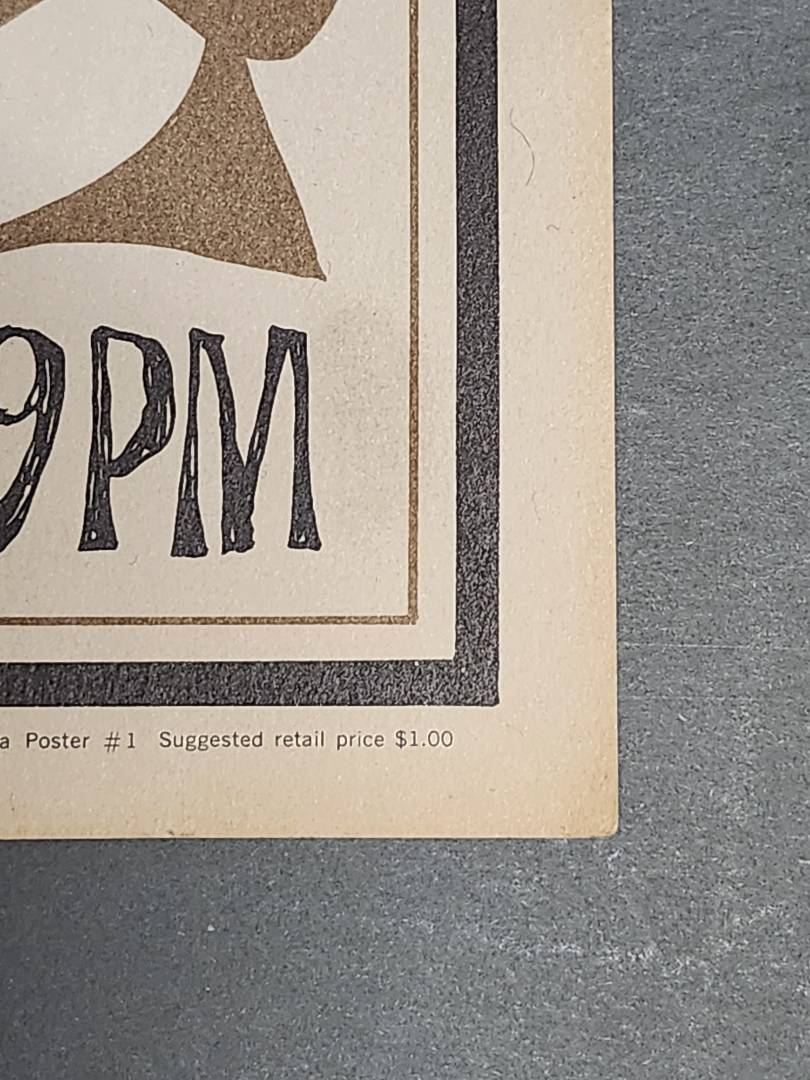 9PM
a Poster #1 Suggested retail price $1.00